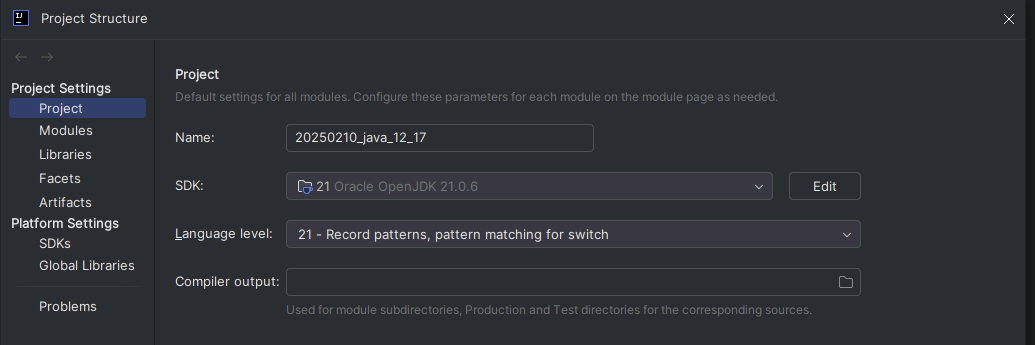 Project Structure
Project Settings
Project
Modules
Libraries
Facets
Artifacts
Platform Settings
SDKs
Global Libraries
Problems
Project
Default settings for all modules. Configure these parameters for each module on the module page as needed.
Name: 20250210_java_12_17
SDK: 21 Oracle OpenJDK 21.0.6 Edit
Language level: 21 - Record patterns, pattern matching for switch
Compiler output:
Used for module subdirectories, Production and Test directories for the corresponding sources.